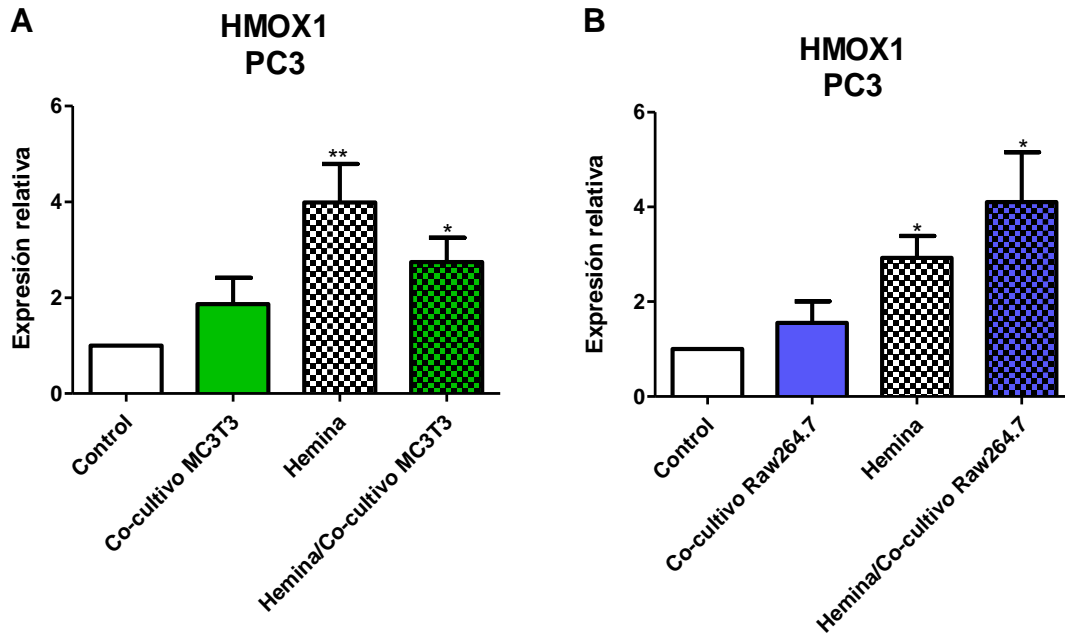 A
HMOX1
PC3
Expresión relativa
6
4
2
0
**
*
Control
Co-cultivo MC3T3
Hemina
Hemina/Co-cultivo MC3T3
B
HMOX1
PC3
Expresión relativa
6
4
2
0
*
*
Control
Co-cultivo Raw264.7
Hemina
Hemina/Co-cultivo Raw264.7